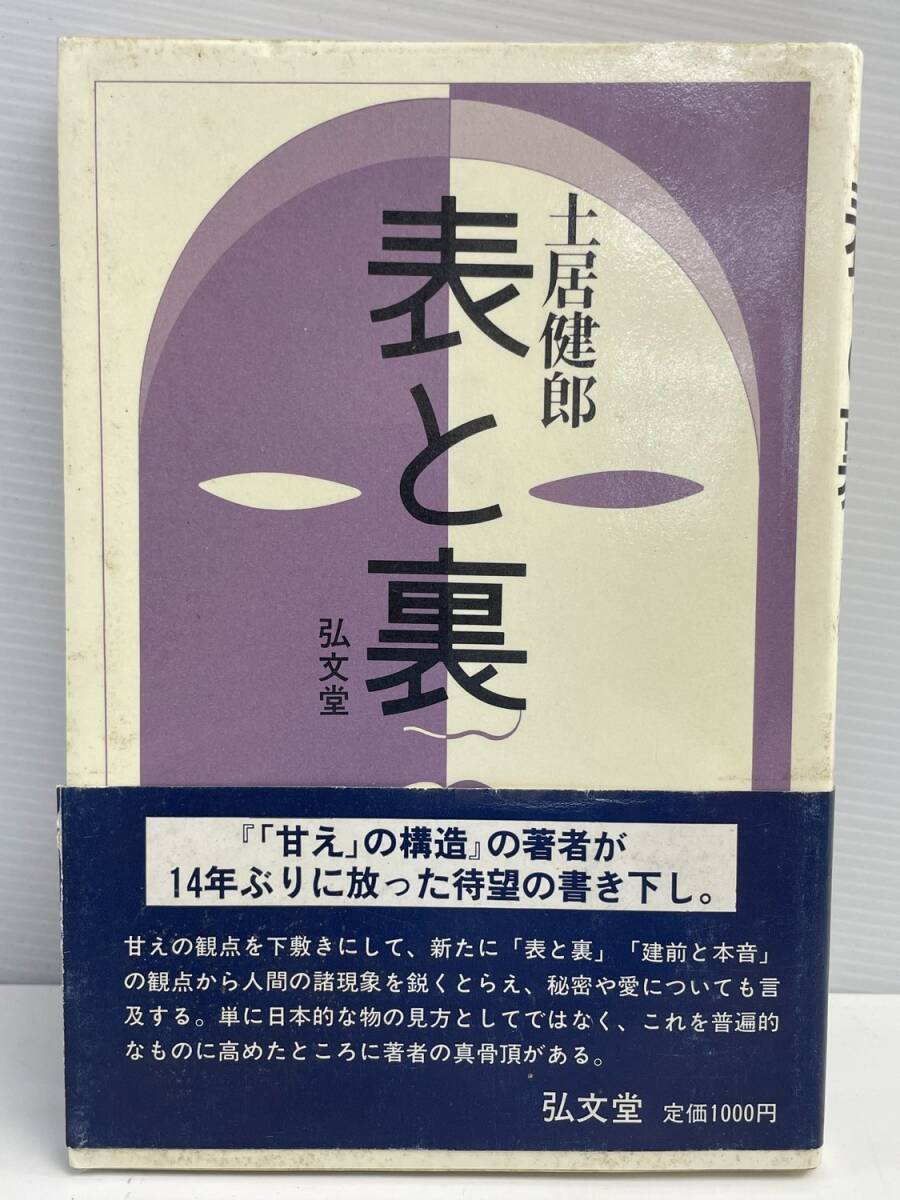 土居健郎
表と裏
弘文堂
『「甘え」の構造』の著者が
14年ぶりに放った待望の書き下し。
甘えの観点を下敷きにして、新たに「表と裏」「建前と本音」
の観点から人間の諸現象を鋭くとらえ、秘密や愛についても言
及する。単に日本的な物の見方としてではなく、これを普遍的
なものに高めたところに著者の真骨頂がある。
弘文堂 定価1000円
表と裏